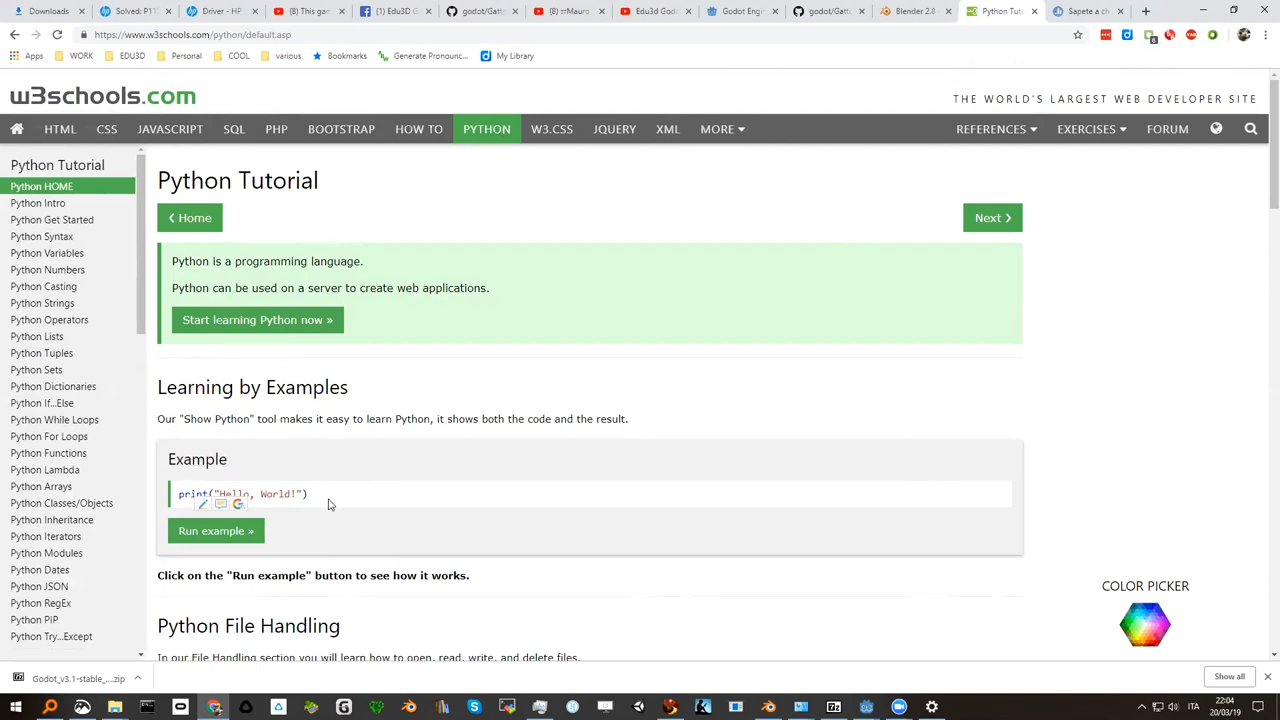 Downloads
Solved: P11
Driver - HP
(8) This gam
(1) Edu3D G
godot/Gatt
(8) ππMauro
Edu3d God
Godot Engi
godot/Gatt
Blender 2.8
Python Tuto
Sapete a ch
https://www.w3schools.com/python/default.asp
Apps WORK EDU3D Personal COOL various Bookmarks Generate Pronounc... My Library
w3schools.com
THE WORLD'S LARGEST WEB DEVELOPER SITE
HTML CSS JAVASCRIPT SQL PHP BOOTSTRAP HOW TO PYTHON W3.CSS JQUERY XML MORE REFERENCES EXERCISES FORUM
Python Tutorial
Python HOME
Python Intro
Python Get Started
Python Syntax
Python Variables
Python Numbers
Python Casting
Python Strings
Python Operators
Python Lists
Python Tuples
Python Sets
Python Dictionaries
Python If...Else
Python While Loops
Python For Loops
Python Functions
Python Lambda
Python Arrays
Python Classes/Objects
Python Inheritance
Python Iterators
Python Modules
Python Dates
Python JSON
Python RegEx
Python PIP
Python Try...Except
Python Tutorial
❮ Home
Next ❯
Python is a programming language.
Python can be used on a server to create web applications.
Start learning Python now »
Learning by Examples
Our "Show Python" tool makes it easy to learn Python, it shows both the code and the result.
Example
print("Hello, World!")
Run example »
Click on the "Run example" button to see how it works.
Python File Handling
In our File Handling section you will learn how to open, read, write, and delete files.
COLOR PICKER
Godot_v3.1-stable_....zip
Show all
ITA
22:04
20/03/19